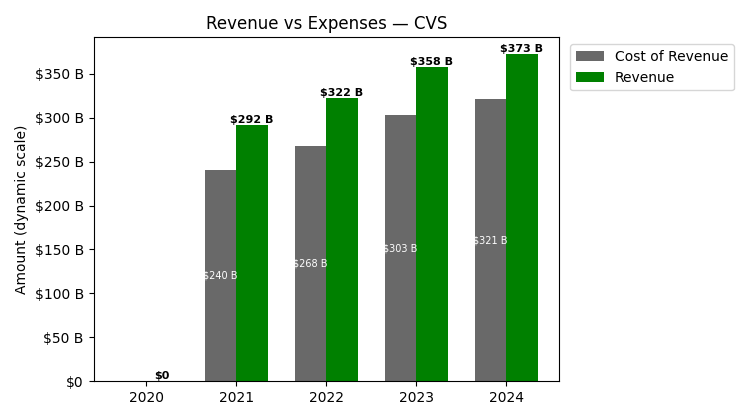 Revenue vs Expenses — CVS
Cost of Revenue
Revenue
Amount (dynamic scale)
$350 B
$300 B
$250 B
$200 B
$150 B
$100 B
$50 B
$0
$0
$292 B
$322 B
$358 B
$373 B
$240 B
$268 B
$303 B
$321 B
2020 2021 2022 2023 2024